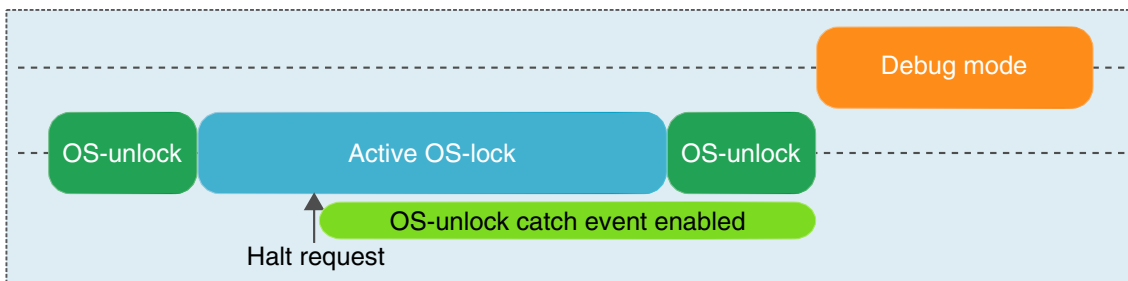 Debug mode
OS-unlock
Active OS-lock
OS-unlock
OS-unlock catch event enabled
Halt request